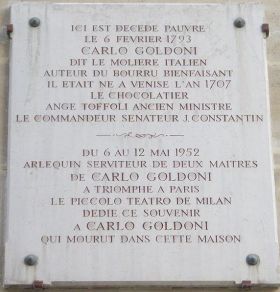 ICI EST DECEDE PAUVRE
LE 6 FEVRIER 1793
CARLO GOLDONI
DIT LE MOLIERE ITALIEN
AUTEUR DU BOURRU BIENFAISANT
IL ETAIT NE A VENISE L'AN 1707
LE CHOCOLATIER
ANGE TOFFOLI ANCIEN MINISTRE
LE COMMANDEUR SENATEUR J. CONSTANTIN
DU 6 AU 12 MAI 1952
ARLEQUIN SERVITEUR DE DEUX MAITRES
DE CARLO GOLDONI
A TRIOMPHE A PARIS
LE PICCOLO TEATRO DE MILAN
DEDIE CE SOUVENIR
A CARLO GOLDONI
QUI MOURUT DANS CETTE MAISON